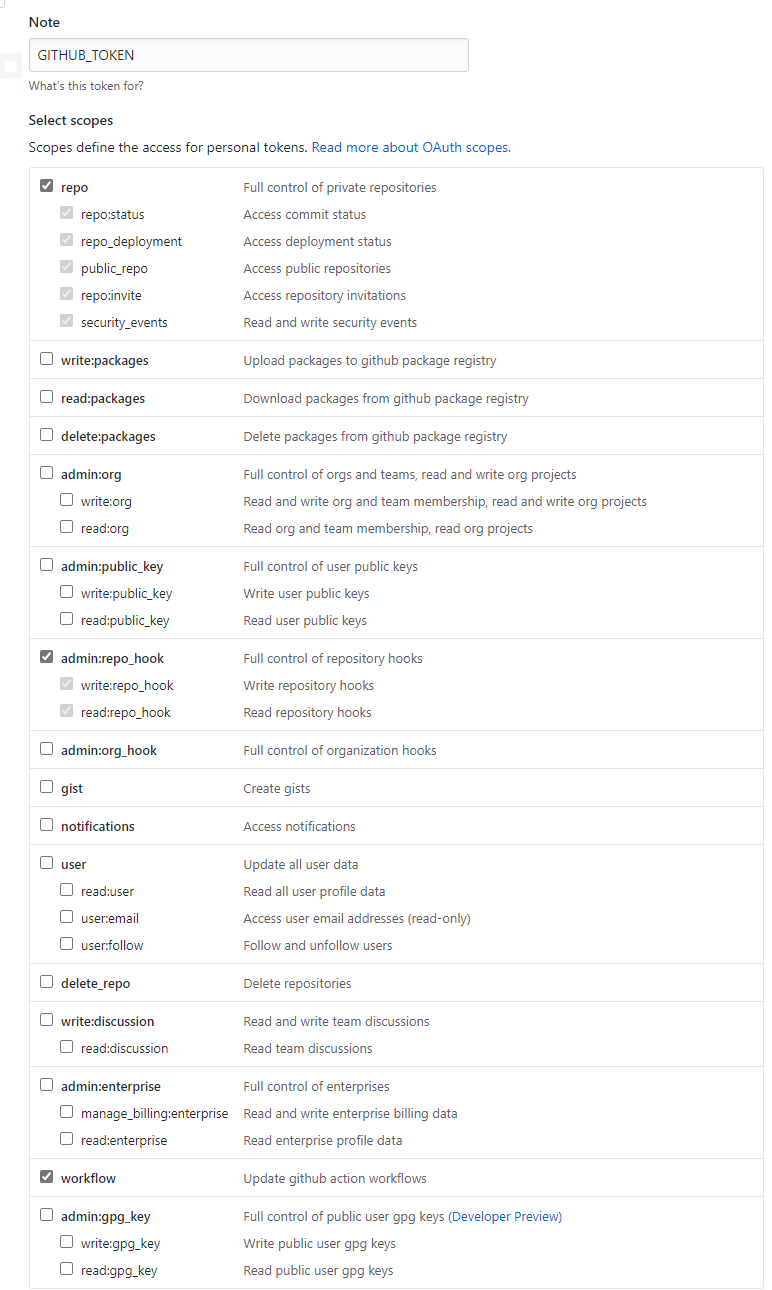 Note
GITHUB_TOKEN
What's this token for?
Select scopes
Scopes define the access for personal tokens. Read more about OAuth scopes.
repo Full control of private repositories
repo:status Access commit status
repo_deployment Access deployment status
public_repo Access public repositories
repo:invite Access repository invitations
security_events Read and write security events
write:packages Upload packages to github package registry
read:packages Download packages from github package registry
delete:packages Delete packages from github package registry
admin:org Full control of orgs and teams, read and write org projects
write:org Read and write org and team membership, read and write org projects
read:org Read org and team membership, read org projects
admin:public_key Full control of user public keys
write:public_key Write user public keys
read:public_key Read user public keys
admin:repo_hook Full control of repository hooks
write:repo_hook Write repository hooks
read:repo_hook Read repository hooks
admin:org_hook Full control of organization hooks
gist Create gists
notifications Access notifications
user Update all user data
read:user Read all user profile data
user:email Access user email addresses (read-only)
user:follow Follow and unfollow users
delete_repo Delete repositories
write:discussion Read and write team discussions
read:discussion Read team discussions
admin:enterprise Full control of enterprises
manage_billing:enterprise Read and write enterprise billing data
read:enterprise Read enterprise profile data
workflow Update github action workflows
admin:gpg_key Full control of public user gpg keys (Developer Preview)
write:gpg_key Write public user gpg keys
read:gpg_key Read public user gpg keys